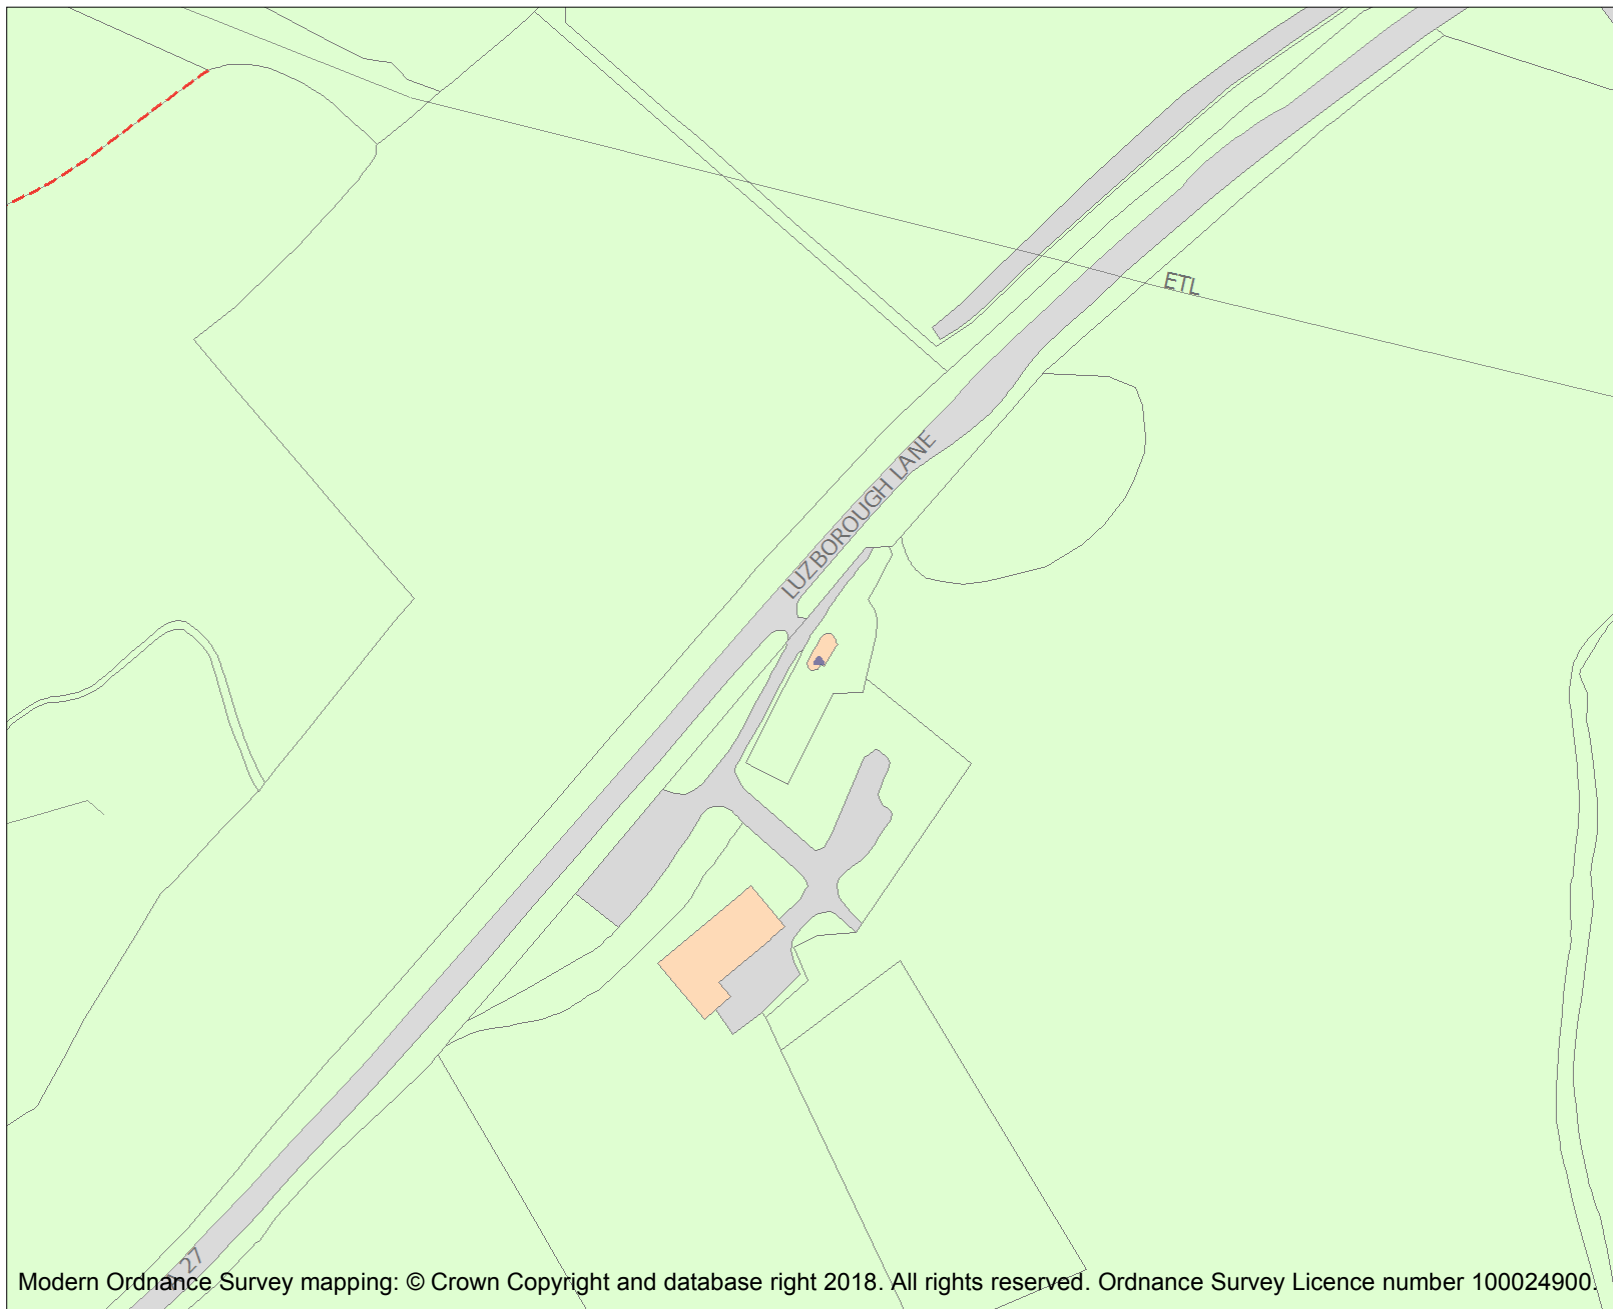 ETL
LUZBOROUGH LANE
27
Modern Ordnance Survey mapping: © Crown Copyright and database right 2018. All rights reserved. Ordnance Survey Licence number 100024900.